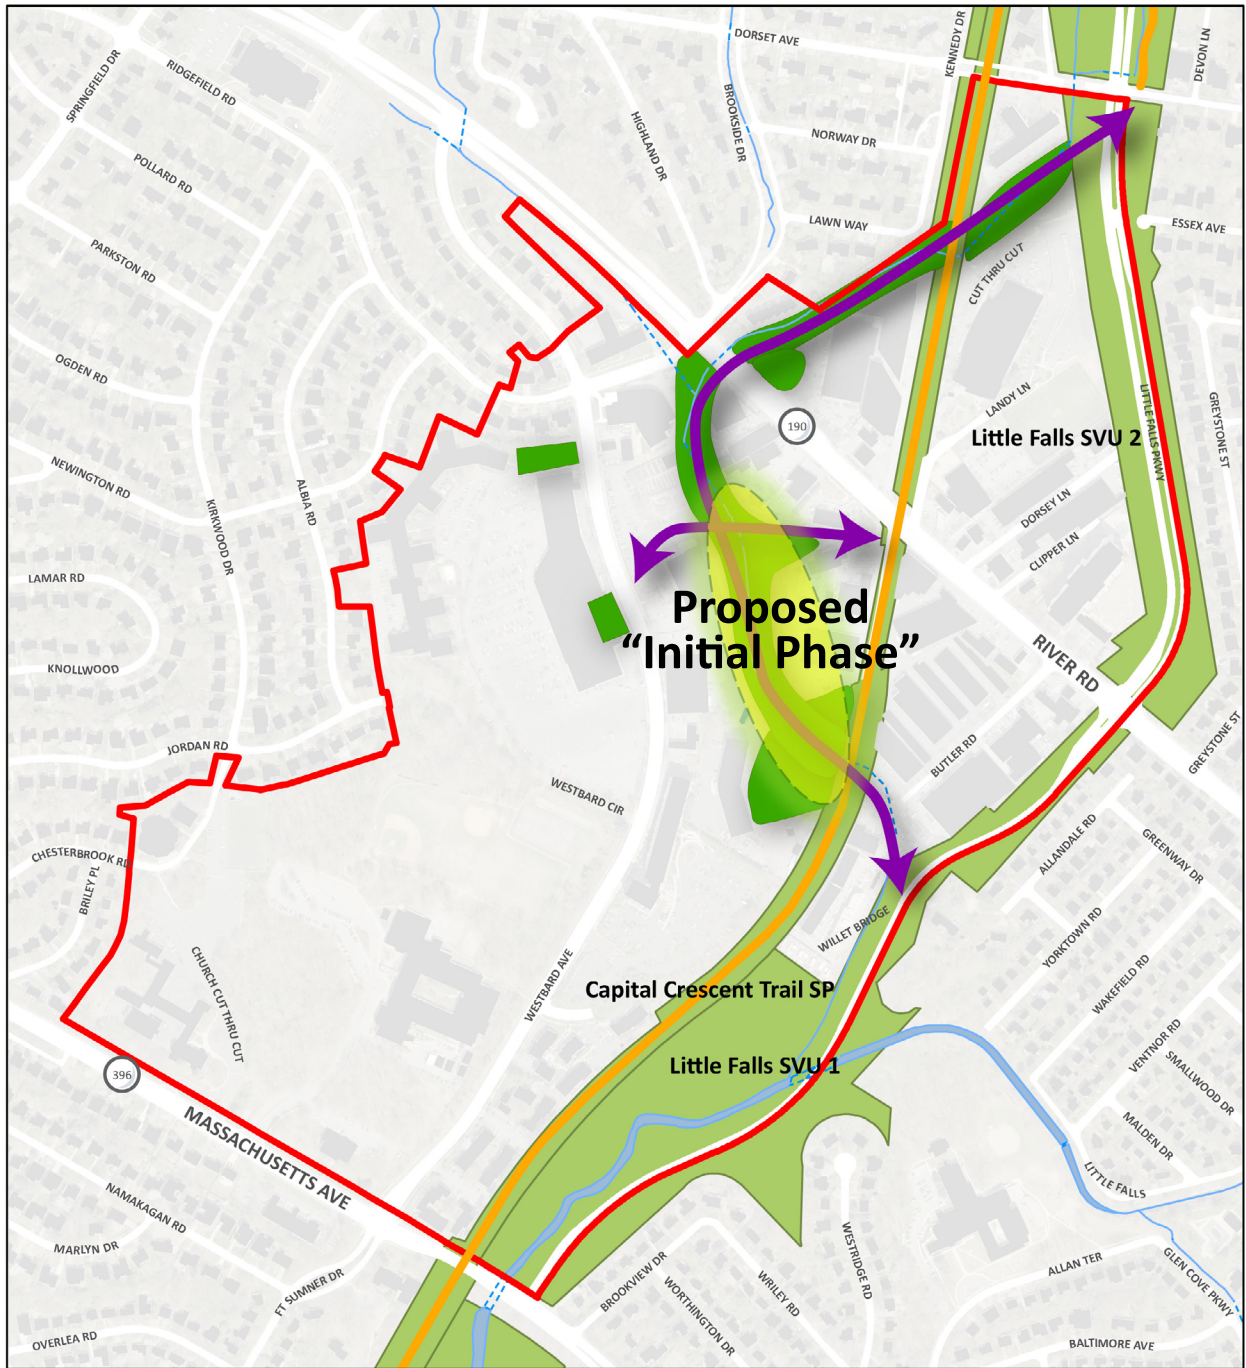 DORSET AVE
KENNEDY DR
DEVON LN
SPRINGFIELD DR
RIDGEFIELD RD
BROOKSIDE DR
HIGHLAND DR
NORWAY DR
POLLARD RD
LAWN WAY
ESSEX AVE
PARKSTON RD
CUT THRU CUT
OGDEN RD
LANDY LN
LITTLE FALLS PKWY
GREYSTONE ST
190
Little Falls SVU 2
NEWINGTON RD
ALBIA RD
KIRKWOOD DR
DORSEY LN
CLIPPER LN
LAMAR RD
Proposed
“Initial Phase”
KNOLLWOOD
RIVER RD
JORDAN RD
GREYSTONE ST
BUTLER RD
WESTBARD CIR
ALLANDALE RD
GREENWAY DR
CHESTERBROOK RD
BRILEY PL
WILLET BRIDGE
YORKTOWN RD
WAKEFIELD RD
CHURCH CUT THRU CUT
WESTBARD AVE
Capital Crescent Trail SP
VENTNOR RD
Little Falls SVU 1
396
SMALLWOOD DR
MASSACHUSETTS AVE
MALDEN DR
LITTLE FALLS
NAMAKAGAN RD
MARLYN DR
FT SUMNER DR
WESTRIDGE RD
ALLAN TER
GLEN COVE PKWY
BROOKVIEW DR
WRILEY RD
WORTHINGTON DR
OVERLEA RD
BALTIMORE AVE